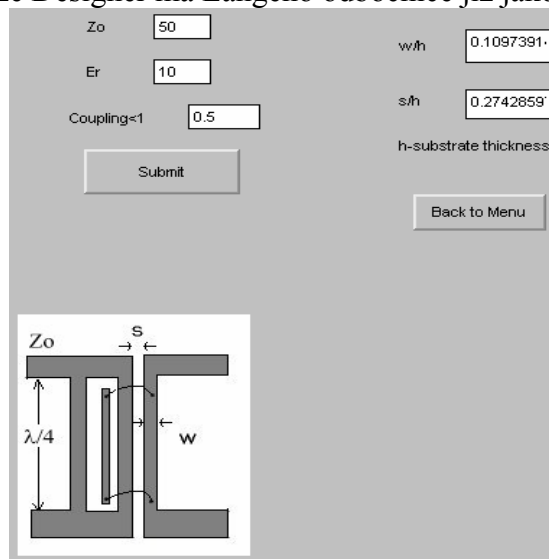 Zo 50
Er 10
Coupling<1 0.5
Submit
w/h 0.1097391
s/h 0.2742859
h-substrate thickness
Back to Menu
Zo
s
λ/4
w